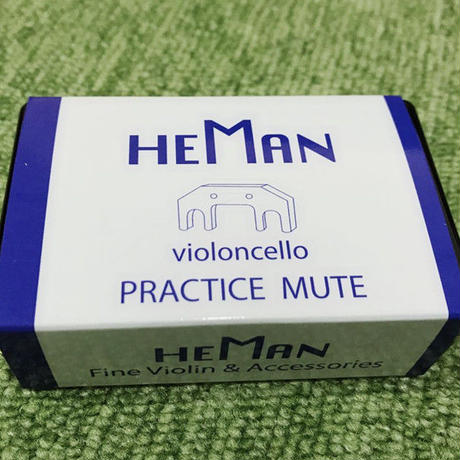 HEMAN
violoncello
PRACTICE MUTE
HEMAN
Fine Violin & Accessories